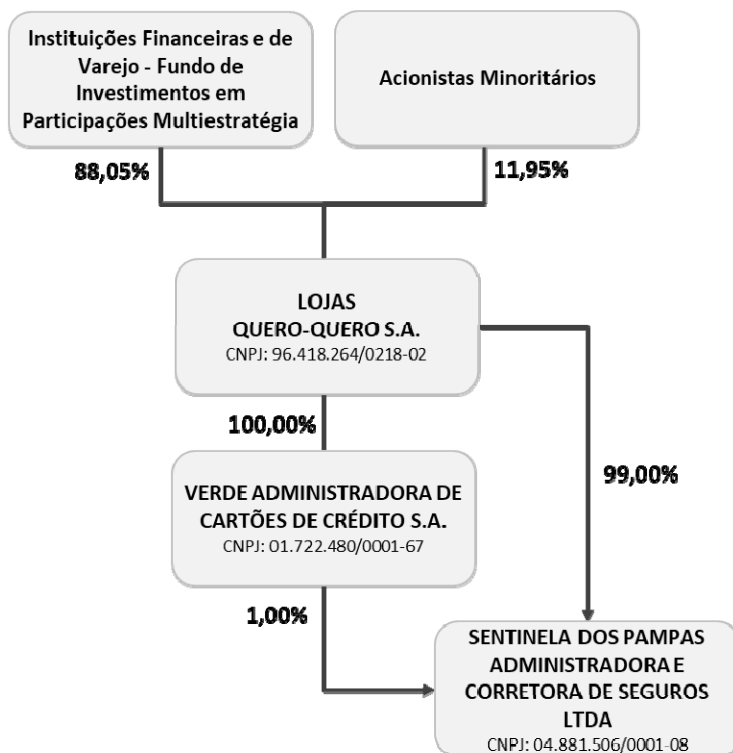 Instituições Financeiras e de
Varejo - Fundo de
Investimentos em
Participações Multiestratégia
Acionistas Minoritários
88,05%
11,95%
LOJAS
QUERO-QUERO S.A.
CNPJ: 96.418.264/0218-02
100,00%
99,00%
VERDE ADMINISTRADORA DE
CARTÕES DE CRÉDITO S.A.
CNPJ: 01.722.480/0001-67
1,00%
SENTINELA DOS PAMPAS
ADMINISTRADORA E
CORRETORA DE SEGUROS
LTDA
CNPJ: 04.881.506/0001-08